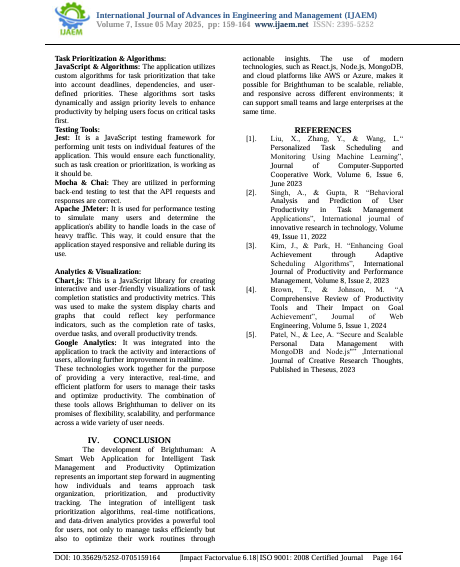 International Journal of Advances in Engineering and Management (IJAEM)
Volume 7, Issue 05 May 2025, pp: 159-164 www.ijaem.net ISSN: 2395-5252
IJAEM
Task Prioritization & Algorithms:
JavaScript & Algorithms: The application utilizes
custom algorithms for task prioritization that take
into account deadlines, dependencies, and user-
defined priorities. These algorithms sort tasks
dynamically and assign priority levels to enhance
productivity by helping users focus on critical tasks
first.
Testing Tools:
Jest: It is a JavaScript testing framework for
performing unit tests on individual features of the
application. This would ensure each functionality,
such as task creation or prioritization, is working as
it should be.
Mocha & Chai: They are utilized in performing
back-end testing to test that the API requests and
responses are correct.
Apache JMeter: It is used for performance testing
to simulate many users and determine the
application's ability to handle loads in the case of
heavy traffic. This way, it could ensure that the
application stayed responsive and reliable during its
use.
Analytics & Visualization:
Chart.js: This is a JavaScript library for creating
interactive and user-friendly visualizations of task
completion statistics and productivity metrics. This
was used to make the system display charts and
graphs that could reflect key performance
indicators, such as the completion rate of tasks,
overdue tasks, and overall productivity trends.
Google Analytics: It was integrated into the
application to track the activity and interactions of
users, allowing further improvement in realtime.
These technologies work together for the purpose
of providing a very interactive, real-time, and
efficient platform for users to manage their tasks
and optimize productivity. The combination of
these tools allows Brighthuman to deliver on its
promises of flexibility, scalability, and performance
across a wide variety of user needs.
IV. CONCLUSION
The development of Brighthuman: A
Smart Web Application for Intelligent Task
Management and Productivity Optimization
represents an important step forward in augmenting
how individuals and teams approach task
organization, prioritization, and productivity
tracking. The integration of intelligent task
prioritization algorithms, real-time notifications,
and data-driven analytics provides a powerful tool
for users, not only to manage tasks efficiently but
also to optimize their work routines through
actionable insights. The use of modern
technologies, such as React.js, Node.js, MongoDB,
and cloud platforms like AWS or Azure, makes it
possible for Brighthuman to be scalable, reliable,
and responsive across different environments; it
can support small teams and large enterprises at the
same time.
REFERENCES
[1]. Liu, X., Zhang, Y., & Wang, L."
Personalized Task Scheduling and
Monitoring Using Machine Learning",
Journal of Computer-Supported
Cooperative Work, Volume 6, Issue 6,
June 2023
[2]. Singh, A., & Gupta, R "Behavioral
Analysis and Prediction of User
Productivity in Task Management
Applications", International journal of
innovative research in technology, Volume
49, Issue 11, 2022
[3]. Kim, J., & Park, H. "Enhancing Goal
Achievement through Adaptive
Scheduling Algorithms", International
Journal of Productivity and Performance
Management, Volume 8, Issue 2, 2023
[4]. Brown, T., & Johnson, M. "A
Comprehensive Review of Productivity
Tools and Their Impact on Goal
Achievement", Journal of Web
Engineering, Volume 5, Issue 1, 2024
[5]. Patel, N., & Lee, A. "Secure and Scalable
Personal Data Management with
MongoDB and Node.js"" ,International
Journal of Creative Research Thoughts,
Published in Theseus, 2023
DOI: 10.35629/5252-0705159164 |Impact Factorvalue 6.18| ISO 9001: 2008 Certified Journal Page 164